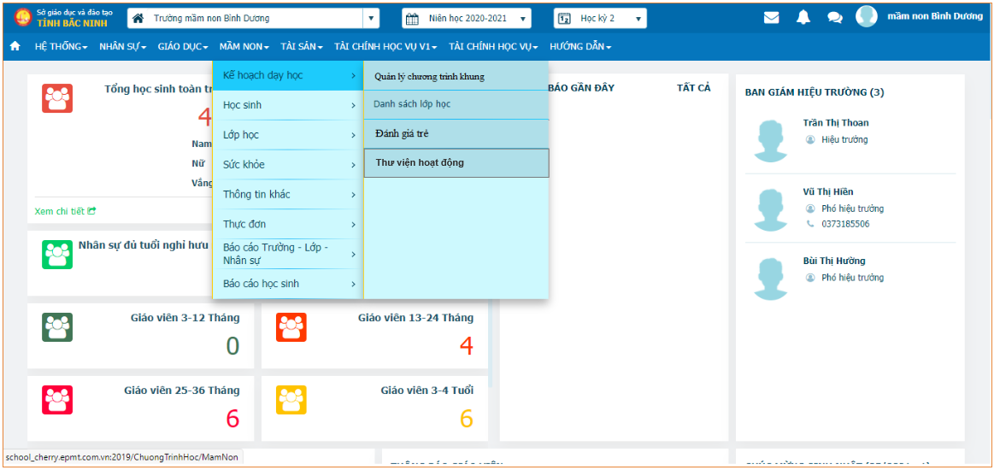 Sở giáo dục và đào tạo
TỈNH BẮC NINH
Trường mầm non Bình Dương
Niên học 2020-2021
Học kỳ 2
mầm non Bình Dương
HỆ THỐNG
NHÂN SỰ
GIÁO DỤC
MẦM NON
TÀI SẢN
TÀI CHÍNH HỌC VỤ V1
TÀI CHÍNH HỌC VỤ
HƯỚNG DẪN
Kế hoạch dạy học
Học sinh
Lớp học
Sức khỏe
Thông tin khác
Thực đơn
Báo cáo Trường - Lớp -
Nhân sự
Báo cáo học sinh
Quản lý chương trình khung
Danh sách lớp học
Đánh giá trẻ
Thư viện hoạt động
Tổng học sinh toàn
4
Nam
Nữ
Vắng
Xem chi tiết
Nhân sự đủ tuổi nghỉ hưu
Giáo viên 3-12 Tháng
0
Giáo viên 13-24 Tháng
4
Giáo viên 25-36 Tháng
6
Giáo viên 3-4 Tuổi
6
BÁO GẦN ĐÂY
TẤT CẢ
BAN GIÁM HIỆU TRƯỜNG (3)
Trần Thị Thoan
Hiệu trưởng
Vũ Thị Hiền
Phó hiệu trưởng
0373185506
Bùi Thị Hường
Phó hiệu trưởng
school_cherry.epmt.com.vn:2019/ChuongTrinhHoc/MamNon